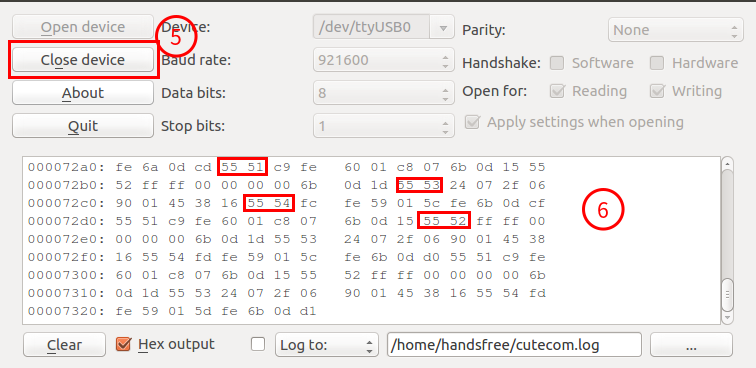 Open device 5 Device: /dev/ttyUSB0 Parity: None
Close device Baud rate: 921600 Handshake: Software Hardware
About Data bits: 8 Open for: Reading Writing
Quit Stop bits: 1 Apply settings when opening
000072a0: fe 6a 0d cd 55 51 c9 fe 60 01 c8 07 6b 0d 15 55
000072b0: 52 ff ff 00 00 00 00 6b 0d 1d 55 53 24 07 2f 06
000072c0: 90 01 45 38 16 55 54 fc fe 59 01 5c fe 6b 0d cf
000072d0: 55 51 c9 fe 60 01 c8 07 6b 0d 15 55 52 ff ff 00
000072e0: 00 00 00 6b 0d 1d 55 53 24 07 2f 06 90 01 45 38
000072f0: 16 55 54 fd fe 59 01 5c fe 6b 0d d0 55 51 c9 fe
00007300: 60 01 c8 07 6b 0d 15 55 52 ff ff 00 00 00 00 6b
00007310: 0d 1d 55 53 24 07 2f 06 90 01 45 38 16 55 54 fd
00007320: fe 59 01 5d fe 6b 0d d1
6
Clear Hex output Log to: /home/handsfree/cutecom.log ...